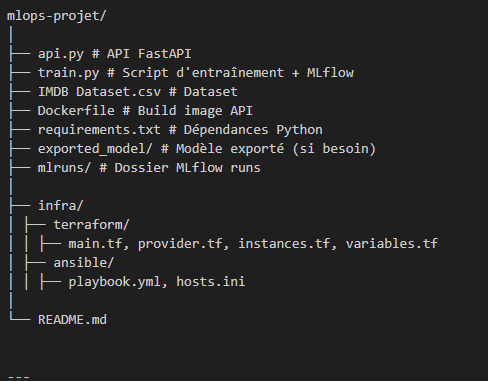 mlops-projet/
│
├── api.py # API FastAPI
├── train.py # Script d'entraînement + MLflow
├── IMDB Dataset.csv # Dataset
├── Dockerfile # Build image API
├── requirements.txt # Dépendances Python
├── exported_model/ # Modèle exporté (si besoin)
├── mlruns/ # Dossier MLflow runs
│
├── infra/
│ ├── terraform/
│ │ ├── main.tf, provider.tf, instances.tf, variables.tf
│ ├── ansible/
│ │ ├── playbook.yml, hosts.ini
│
└── README.md
---